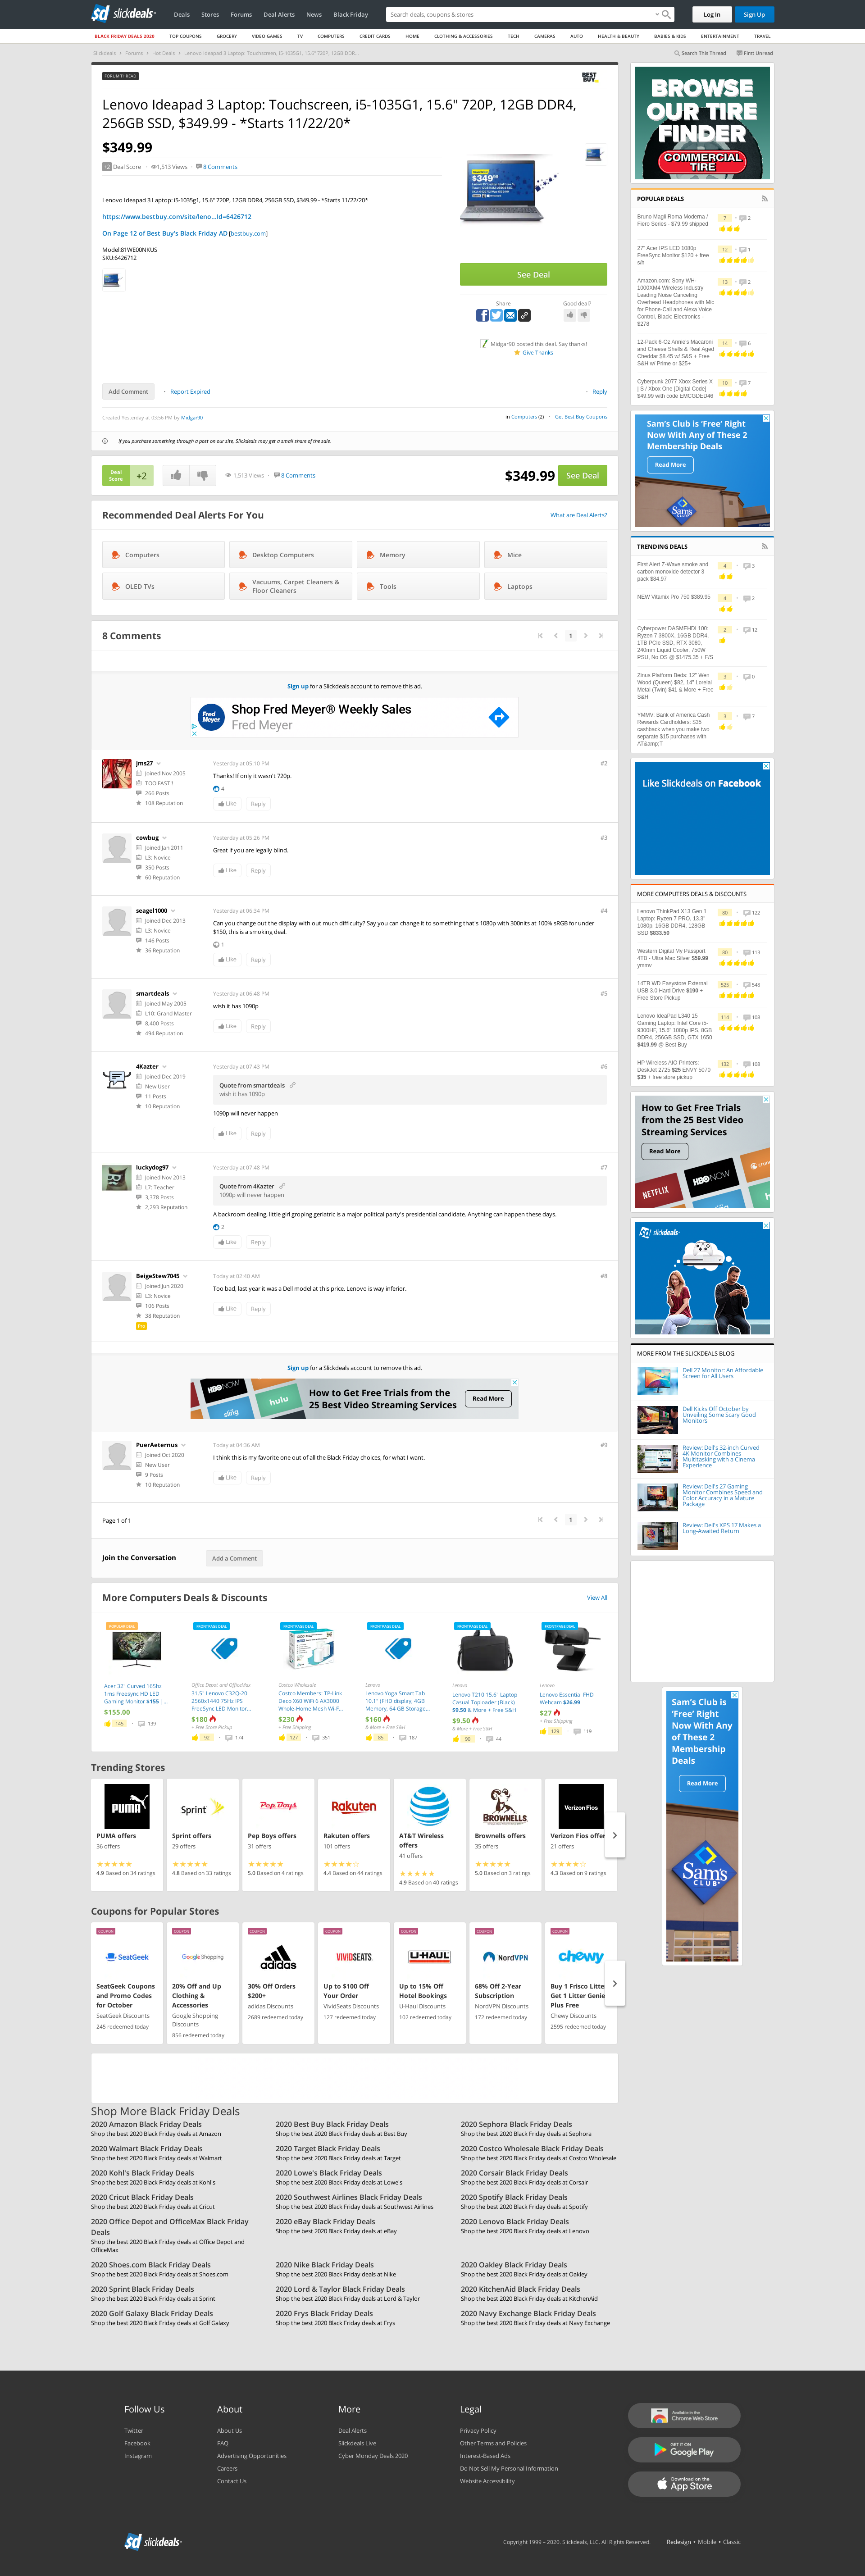 slickdeals
Deals
Stores
Forums
Deal Alerts
News
Black Friday
Search deals, coupons & stores
Log In
Sign Up
BLACK FRIDAY DEALS 2020
TOP COUPONS
GROCERY
VIDEO GAMES
TV
COMPUTERS
CREDIT CARDS
HOME
CLOTHING & ACCESSORIES
TECH
CAMERAS
AUTO
HEALTH & BEAUTY
BABIES & KIDS
ENTERTAINMENT
TRAVEL
Slickdeals
Forums
Hot Deals
Lenovo Ideapad 3 Laptop: Touchscreen, i5-1035G1, 15.6" 720P, 12GB DDR...
Search This Thread
First Unread
FORUM THREAD
BEST BUY
Lenovo Ideapad 3 Laptop: Touchscreen, i5-1035G1, 15.6" 720P, 12GB DDR4,
256GB SSD, $349.99 - *Starts 11/22/20*
$349.99
+2 Deal Score
1,513 Views
8 Comments
Lenovo Ideapad 3 Laptop: i5-1035g1, 15.6" 720P, 12GB DDR4, 256GB SSD, $349.99 - *Starts 11/22/20*
https://www.bestbuy.com/site/leno...Id=6426712
On Page 12 of Best Buy's Black Friday AD [bestbuy.com]
Model:81WE00NKUS
SKU:6426712
See Deal
Share
Good deal?
Midgar90 posted this deal. Say thanks!
Give Thanks
Add Comment
Report Expired
Reply
Created Yesterday at 03:56 PM by Midgar90
in Computers (2)
Get Best Buy Coupons
If you purchase something through a post on our site, Slickdeals may get a small share of the sale.
Deal Score
+2
1,513 Views
8 Comments
$349.99
See Deal
Recommended Deal Alerts For You
What are Deal Alerts?
Computers
Desktop Computers
Memory
Mice
OLED TVs
Vacuums, Carpet Cleaners & Floor Cleaners
Tools
Laptops
8 Comments
1
Sign up for a Slickdeals account to remove this ad.
Fred Meyer
Shop Fred Meyer® Weekly Sales
Fred Meyer
jms27
Joined Nov 2005
TOO FAST!!
266 Posts
108 Reputation
Yesterday at 05:10 PM
#2
Thanks! If only it wasn't 720p.
4
Like
Reply
cowbug
Joined Jan 2011
L3: Novice
350 Posts
60 Reputation
Yesterday at 05:26 PM
#3
Great if you are legally blind.
Like
Reply
seagel1000
Joined Dec 2013
L3: Novice
146 Posts
36 Reputation
Yesterday at 06:34 PM
#4
Can you change out the display with out much difficulty? Say you can change it to something that's 1080p with 300nits at 100% sRGB for under
$150, this is a smoking deal.
1
Like
Reply
smartdeals
Joined May 2005
L10: Grand Master
8,400 Posts
494 Reputation
Yesterday at 06:48 PM
#5
wish it has 1090p
Like
Reply
4Kazter
Joined Dec 2019
New User
11 Posts
10 Reputation
Yesterday at 07:43 PM
#6
Quote from smartdeals
wish it has 1090p
1090p will never happen
Like
Reply
luckydog97
Joined Nov 2013
L7: Teacher
3,378 Posts
2,293 Reputation
Yesterday at 07:48 PM
#7
Quote from 4Kazter
1090p will never happen
A backroom dealing, little girl groping geriatric is a major political party's presidential candidate. Anything can happen these days.
2
Like
Reply
BeigeStew7045
Joined Jun 2020
L3: Novice
106 Posts
38 Reputation
Pro
Today at 02:40 AM
#8
Too bad, last year it was a Dell model at this price. Lenovo is way inferior.
Like
Reply
Sign up for a Slickdeals account to remove this ad.
HBO NOW
sling
hulu
How to Get Free Trials from the
25 Best Video Streaming Services
Read More
PuerAeternus
Joined Oct 2020
New User
9 Posts
10 Reputation
Today at 04:36 AM
#9
I think this is my favorite one out of all the Black Friday choices, for what I want.
Like
Reply
Page 1 of 1
1
Join the Conversation
Add a Comment
More Computers Deals & Discounts
View All
Acer 32" Curved 165hz
1ms Freesync HD LED
Gaming Monitor $155 |...
$155.00
145
139
FRONTPAGE DEAL
Office Depot and OfficeMax
31.5" Lenovo C32Q-20
2560x1440 75Hz IPS
FreeSync LED Monitor...
$180
+ Free Store Pickup
92
174
FRONTPAGE DEAL
Costco Wholesale
Costco Members: TP-Link
Deco X60 WiFi 6 AX3000
Whole-Home Mesh Wi-F...
$230
+ Free Shipping
127
351
FRONTPAGE DEAL
Lenovo
Lenovo Yoga Smart Tab
10.1" (FHD display, 4GB
Memory, 64 GB Storage...
$160
& More + Free S&H
85
187
FRONTPAGE DEAL
Lenovo
Lenovo T210 15.6" Laptop
Casual Toploader (Black)
$9.50 & More + Free S&H
$9.50
& More + Free S&H
90
44
FRONTPAGE DEAL
Lenovo
Lenovo Essential FHD
Webcam $26.99
$27
+ Free Shipping
129
119
Trending Stores
PUMA
PUMA offers
36 offers
4.9 Based on 34 ratings
Sprint
Sprint offers
29 offers
4.8 Based on 33 ratings
Pep Boys
Pep Boys offers
31 offers
5.0 Based on 4 ratings
Rakuten
Rakuten offers
101 offers
4.4 Based on 44 ratings
AT&T Wireless offers
41 offers
4.9 Based on 40 ratings
BROWNELLS
Brownells offers
35 offers
5.0 Based on 3 ratings
Verizon Fios
Verizon Fios offer
21 offers
4.3 Based on 9 ratings
Coupons for Popular Stores
COUPON
SeatGeek
SeatGeek Coupons and Promo Codes for October
SeatGeek Discounts
245 redeemed today
COUPON
Google Shopping
20% Off and Up Clothing & Accessories
Google Shopping Discounts
856 redeemed today
COUPON
adidas
30% Off Orders $200+
adidas Discounts
2689 redeemed today
COUPON
VIVIDSEATS
Up to $100 Off Your Order
VividSeats Discounts
127 redeemed today
COUPON
U-HAUL
Up to 15% Off Hotel Bookings
U-Haul Discounts
102 redeemed today
COUPON
NordVPN
68% Off 2-Year Subscription
NordVPN Discounts
172 redeemed today
COUPON
chewy
Buy 1 Frisco Litter Get 1 Litter Genie Plus Free
Chewy Discounts
2595 redeemed today
Shop More Black Friday Deals
2020 Amazon Black Friday Deals
Shop the best 2020 Black Friday deals at Amazon
2020 Best Buy Black Friday Deals
Shop the best 2020 Black Friday deals at Best Buy
2020 Sephora Black Friday Deals
Shop the best 2020 Black Friday deals at Sephora
2020 Walmart Black Friday Deals
Shop the best 2020 Black Friday deals at Walmart
2020 Target Black Friday Deals
Shop the best 2020 Black Friday deals at Target
2020 Costco Wholesale Black Friday Deals
Shop the best 2020 Black Friday deals at Costco Wholesale
2020 Kohl's Black Friday Deals
Shop the best 2020 Black Friday deals at Kohl's
2020 Lowe's Black Friday Deals
Shop the best 2020 Black Friday deals at Lowe's
2020 Corsair Black Friday Deals
Shop the best 2020 Black Friday deals at Corsair
2020 Cricut Black Friday Deals
Shop the best 2020 Black Friday deals at Cricut
2020 Southwest Airlines Black Friday Deals
Shop the best 2020 Black Friday deals at Southwest Airlines
2020 Spotify Black Friday Deals
Shop the best 2020 Black Friday deals at Spotify
2020 Office Depot and OfficeMax Black Friday
Deals
Shop the best 2020 Black Friday deals at Office Depot and
OfficeMax
2020 eBay Black Friday Deals
Shop the best 2020 Black Friday deals at eBay
2020 Lenovo Black Friday Deals
Shop the best 2020 Black Friday deals at Lenovo
2020 Shoes.com Black Friday Deals
Shop the best 2020 Black Friday deals at Shoes.com
2020 Nike Black Friday Deals
Shop the best 2020 Black Friday deals at Nike
2020 Oakley Black Friday Deals
Shop the best 2020 Black Friday deals at Oakley
2020 Sprint Black Friday Deals
Shop the best 2020 Black Friday deals at Sprint
2020 Lord & Taylor Black Friday Deals
Shop the best 2020 Black Friday deals at Lord & Taylor
2020 KitchenAid Black Friday Deals
Shop the best 2020 Black Friday deals at KitchenAid
2020 Golf Galaxy Black Friday Deals
Shop the best 2020 Black Friday deals at Golf Galaxy
2020 Frys Black Friday Deals
Shop the best 2020 Black Friday deals at Frys
2020 Navy Exchange Black Friday Deals
Shop the best 2020 Black Friday deals at Navy Exchange
BROWSE
OUR TIRE
FINDER
COMMERCIAL
TIRE
POPULAR DEALS
Bruno Magli Roma Moderna /
Fiero Series - $79.99 shipped
7
2
27" Acer IPS LED 1080p
FreeSync Monitor $120 + free
s/h
12
1
Amazon.com: Sony WH-
1000XM4 Wireless Industry
Leading Noise Canceling
Overhead Headphones with Mic
for Phone-Call and Alexa Voice
Control, Black: Electronics -
$278
13
2
12-Pack 6-Oz Annie's Macaroni
and Cheese Shells & Real Aged
Cheddar $8.45 w/ S&S + Free
S&H w/ Prime or $25+
14
6
Cyberpunk 2077 Xbox Series X
| S / Xbox One [Digital Code]
$49.99 with code EMCGDED46
10
7
Sam's Club is 'Free' Right
Now With Any of These 2
Membership Deals
Read More
Sam's
CLUB
TRENDING DEALS
First Alert Z-Wave smoke and
carbon monoxide detector 3
pack $84.97
4
3
NEW Vitamix Pro 750 $389.95
4
2
Cyberpower DASMEHDI 100:
Ryzen 7 3800X, 16GB DDR4,
1TB PCIe SSD, RTX 3080,
240mm Liquid Cooler, 750W
PSU, No OS @ $1475.35 + F/S
2
12
Zinus Platform Beds: 12" Wen
Wood (Queen) $82, 14" Lorelai
Metal (Twin) $41 & More + Free
S&H
3
0
YMMV: Bank of America Cash
Rewards Cardholders: $35
cashback when you make two
separate $15 purchases with
AT&amp;T
3
7
Like Slickdeals on Facebook
MORE COMPUTERS DEALS & DISCOUNTS
Lenovo ThinkPad X13 Gen 1
Laptop: Ryzen 7 PRO, 13.3"
1080p, 16GB DDR4, 128GB
SSD $833.50
80
122
Western Digital My Passport
4TB - Ultra Mac Silver $59.99
ymmv
90
113
14TB WD Easystore External
USB 3.0 Hard Drive $190 +
Free Store Pickup
525
548
Lenovo IdeaPad L340 15
Gaming Laptop: Intel Core i5-
9300HF, 15.6" 1080p IPS, 8GB
DDR4, 256GB SSD, GTX 1650
$419.99 @ Best Buy
114
108
HP Wireless AIO Printers:
DeskJet 2725 $25 ENVY 5070
$35 + free store pickup
132
108
How to Get Free Trials
from the 25 Best Video
Streaming Services
Read More
NETFLIX
HBO NOW
slickdeals
MORE FROM THE SLICKDEALS BLOG
Dell 27 Monitor: An Affordable
Screen for All Users
Dell Kicks Off October by
Unveiling Some Scary Good
Monitors
Review: Dell's 32-inch Curved
4K Monitor Combines
Multitasking with a Cinema
Experience
Review: Dell's 27 Gaming
Monitor Combines Speed and
Color Accuracy in a Mature
Package
Review: Dell's XPS 17 Makes a
Long-Awaited Return
Sam's Club is
'Free' Right
Now With Any
of These 2
Membership
Deals
Read More
Sam's
CLUB
Follow Us
Twitter
Facebook
Instagram
About
About Us
FAQ
Advertising Opportunities
Careers
Contact Us
More
Deal Alerts
Slickdeals Live
Cyber Monday Deals 2020
Legal
Privacy Policy
Other Terms and Policies
Interest-Based Ads
Do Not Sell My Personal Information
Website Accessibility
Available in the
Chrome Web Store
GET IT ON
Google Play
Download on the
App Store
slickdeals
Copyright 1999 - 2020. Slickdeals, LLC. All Rights Reserved.
Redesign • Mobile • Classic